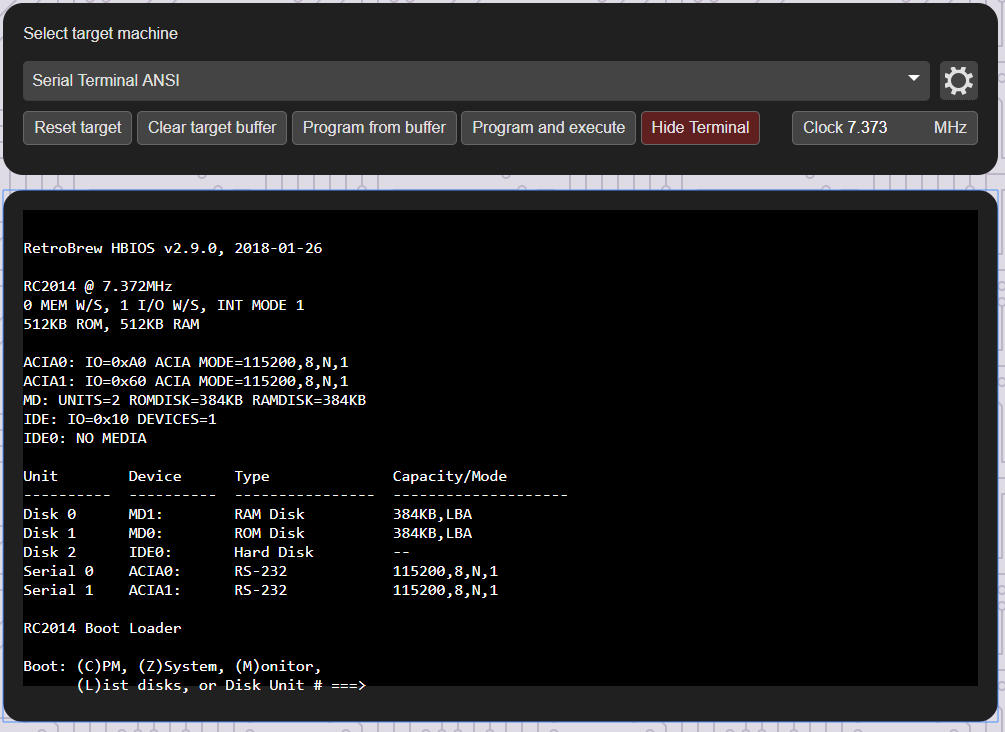 Select target machine
Serial Terminal ANSI
Reset target Clear target buffer Program from buffer Program and execute Hide Terminal Clock 7.373 MHz
RetroBrew HBIOS v2.9.0, 2018-01-26
RC2014 @ 7.372MHz
0 MEM W/S, 1 I/O W/S, INT MODE 1
512KB ROM, 512KB RAM
ACIA0: IO=0xA0 ACIA MODE=115200,8,N,1
ACIA1: IO=0x60 ACIA MODE=115200,8,N,1
MD: UNITS=2 ROMDISK=384KB RAMDISK=384KB
IDE: IO=0x10 DEVICES=1
IDE0: NO MEDIA
Unit Device Type Capacity/Mode
---------- ---------- ---------------- --------------------
Disk 0 MD1: RAM Disk 384KB,LBA
Disk 1 MD0: ROM Disk 384KB,LBA
Disk 2 IDE0: Hard Disk --
Serial 0 ACIA0: RS-232 115200,8,N,1
Serial 1 ACIA1: RS-232 115200,8,N,1
RC2014 Boot Loader
Boot: (C)PM, (Z)System, (M)onitor,
(L)ist disks, or Disk Unit # ===>